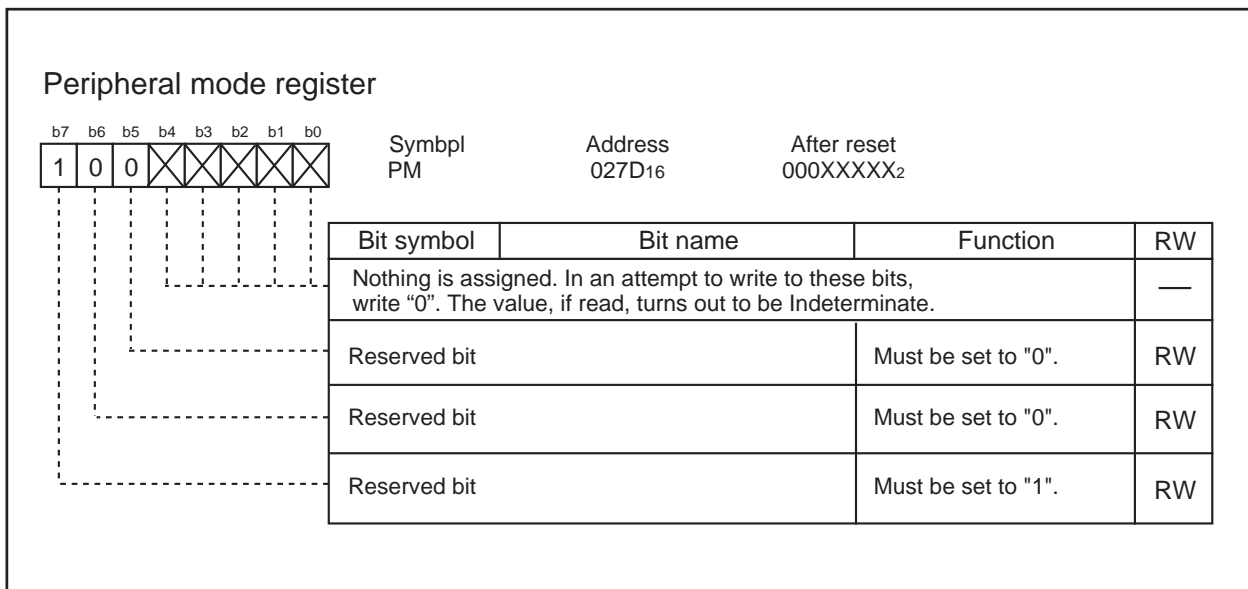 Peripheral mode register
b7 b6 b5 b4 b3 b2 b1 b0
Symbpl Address After reset
1 0 0
PM 027D16 000XXXXX2
Bit symbol Bit name Function RW
Nothing is assigned. In an attempt to write to these bits,
write “0”. The value, if read, turns out to be Indeterminate.
—
Reserved bit Must be set to "0". RW
Reserved bit Must be set to "0". RW
Reserved bit Must be set to "1". RW